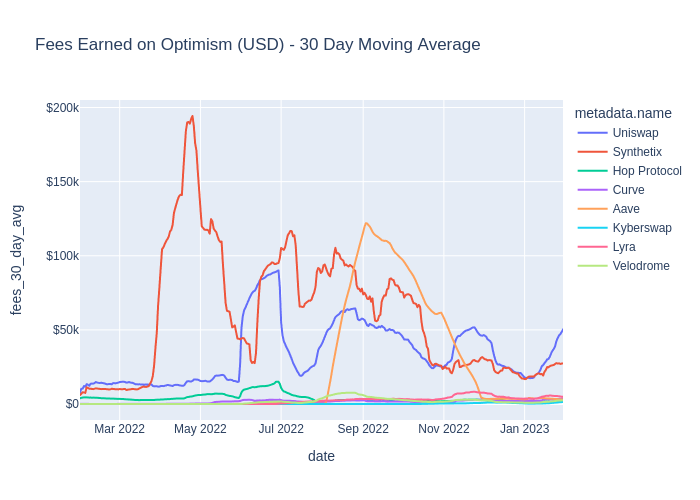 Fees Earned on Optimism (USD) - 30 Day Moving Average
metadata.name
Uniswap
Synthetix
Hop Protocol
Curve
Aave
Kyberswap
Lyra
Velodrome
fees_30_day_avg
$200k
$150k
$100k
$50k
$0
Mar 2022 May 2022 Jul 2022 Sep 2022 Nov 2022 Jan 2023
date